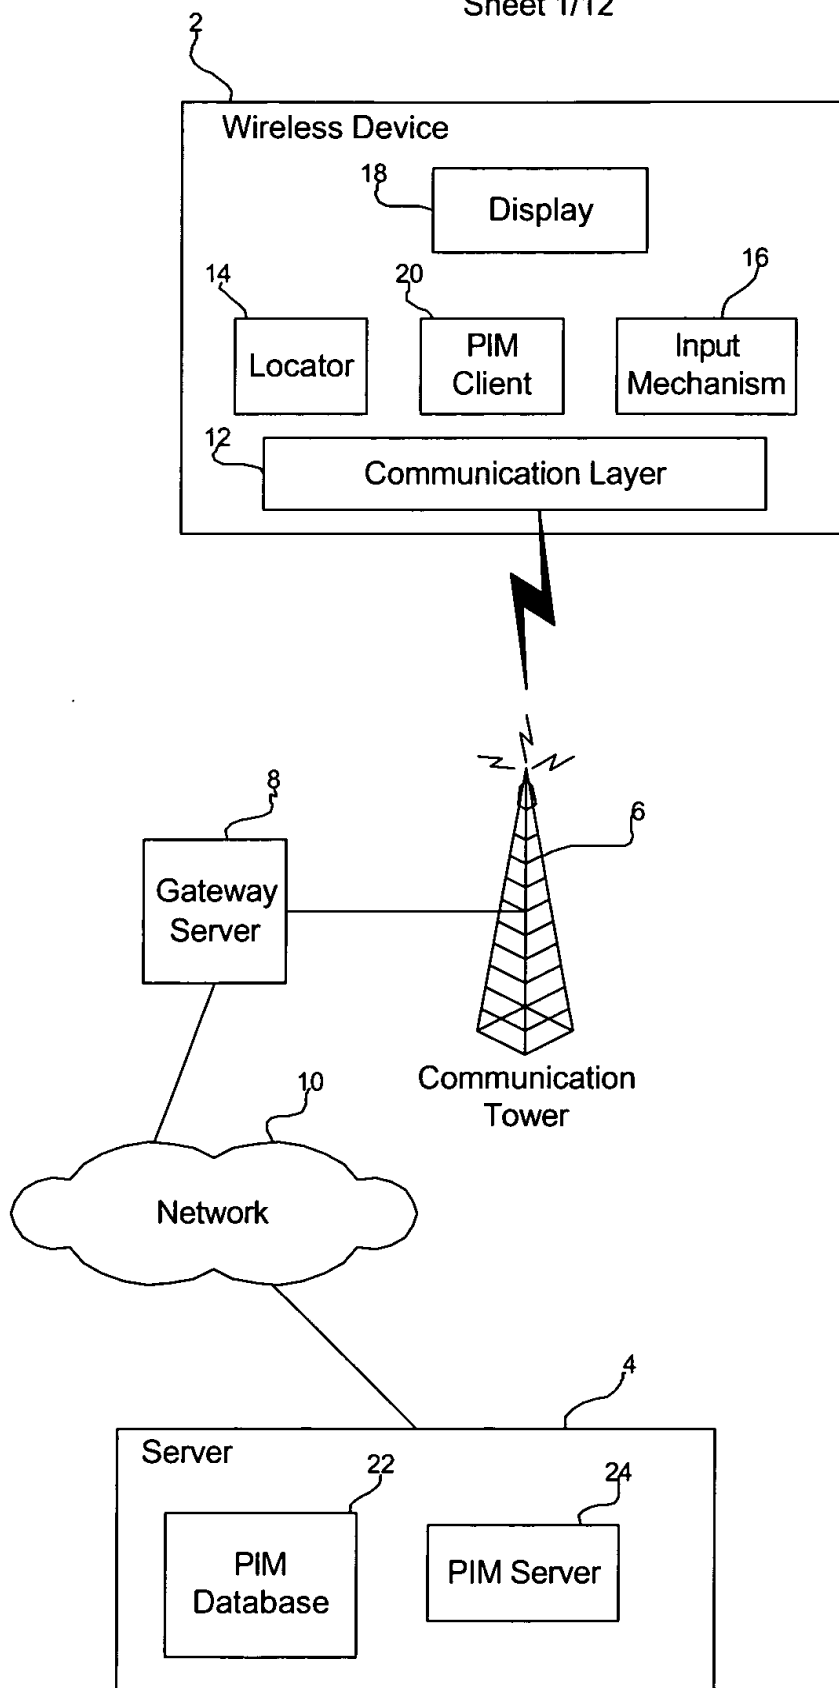 Sheet 1/12
2
Wireless Device
18
Display
14
20
16
Locator
PIM
Client
Input
Mechanism
12
Communication Layer
8
6
Gateway
Server
Communication
Tower
10
Network
4
Server
22
24
PIM
Database
PIM Server